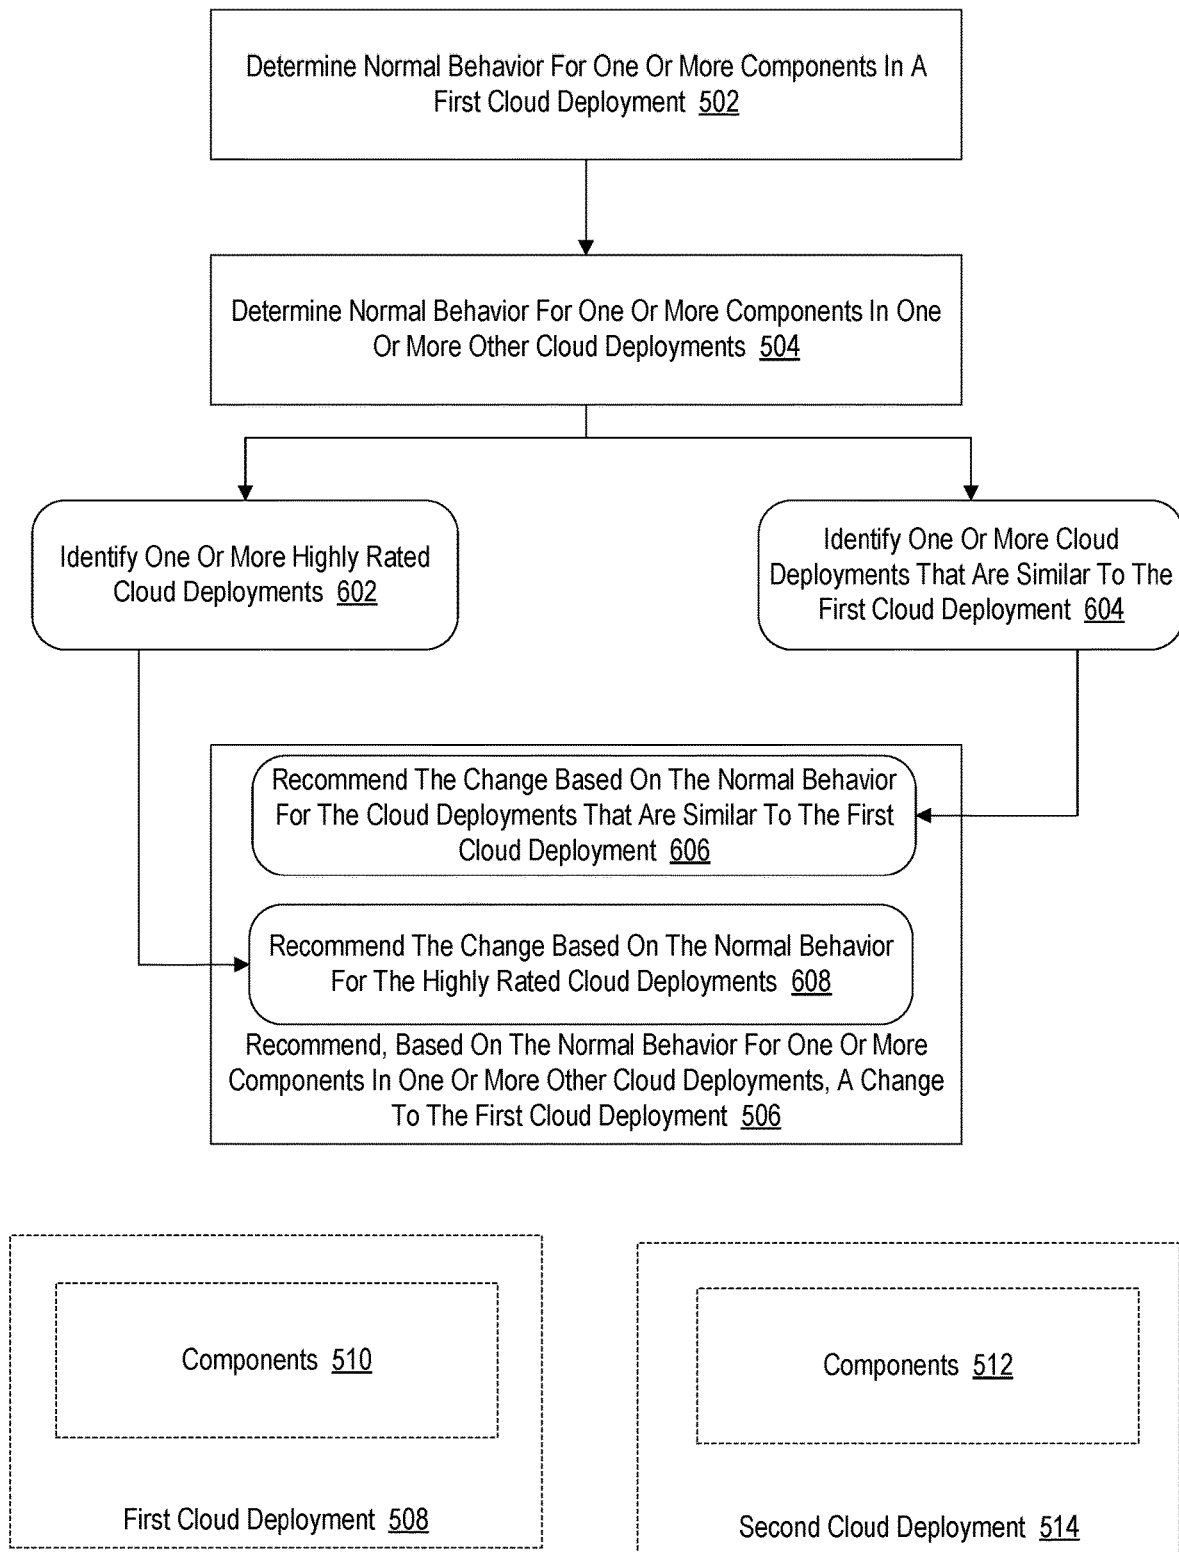 Determine Normal Behavior For One Or More Components In A
First Cloud Deployment 502
Determine Normal Behavior For One Or More Components In One
Or More Other Cloud Deployments 504
Identify One Or More Highly Rated
Cloud Deployments 602
Identify One Or More Cloud
Deployments That Are Similar To The
First Cloud Deployment 604
Recommend The Change Based On The Normal Behavior
For The Cloud Deployments That Are Similar To The First
Cloud Deployment 606
Recommend The Change Based On The Normal Behavior
For The Highly Rated Cloud Deployments 608
Recommend, Based On The Normal Behavior For One Or More
Components In One Or More Other Cloud Deployments, A Change
To The First Cloud Deployment 506
Components 510
First Cloud Deployment 508
Components 512
Second Cloud Deployment 514